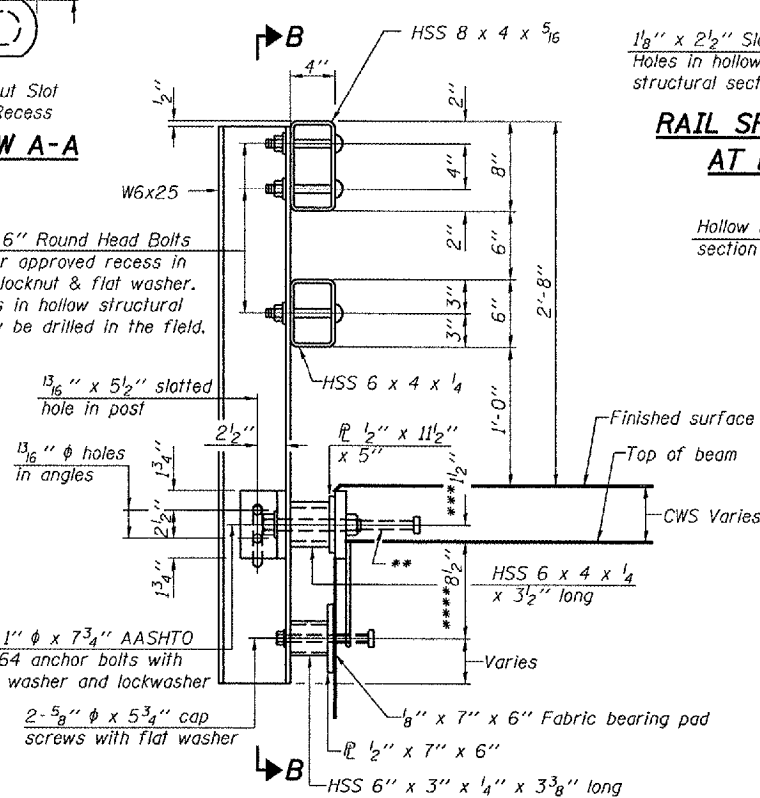 ut Slot
Recess
W A-A
B
HSS 8 x 4 x 5/16
1 1/8" x 2 1/2" Slo
Holes in hollow
structural sect
RAIL SP
AT
4"
1/2"
2"
4"
8"
W6x25
Hollow
section
6" Round Head Bolts
r approved recess in
locknut & flat washer.
s in hollow structural
y be drilled in the field.
2"
6"
2'-8"
3"
3"
6"
HSS 6 x 4 x 1/4
13/16" x 5 1/2" slotted
hole in post
1'-0"
2 1/2"
℄ 1/2" x 11 1/2"
x 5"
Finished surface
Top of beam
13/16" ϕ holes
in angles
1 3/4"
2 1/2"
1 3/4"
***1 1/2"
CWS Varies
**
****8 1/2"
HSS 6 x 4 x 1/4
x 3 1/2" long
1" ϕ x 7 3/4" AASHTO
64 anchor bolts with
washer and lockwasher
Varies
2- 5/8" ϕ x 5 3/4" cap
screws with flat washer
1/8" x 7" x 6" Fabric bearing pad
℄ 1/2" x 7" x 6"
B
HSS 6" x 3" x 1/4" x 3 3/8" long